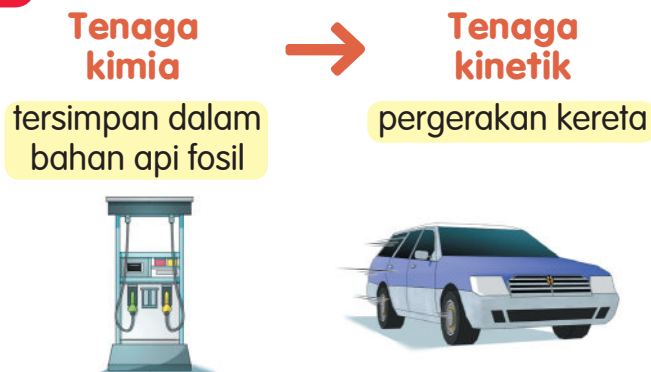 Tenaga
kimia
Tenaga
kinetik
tersimpan dalam
bahan api fosil
pergerakan kereta